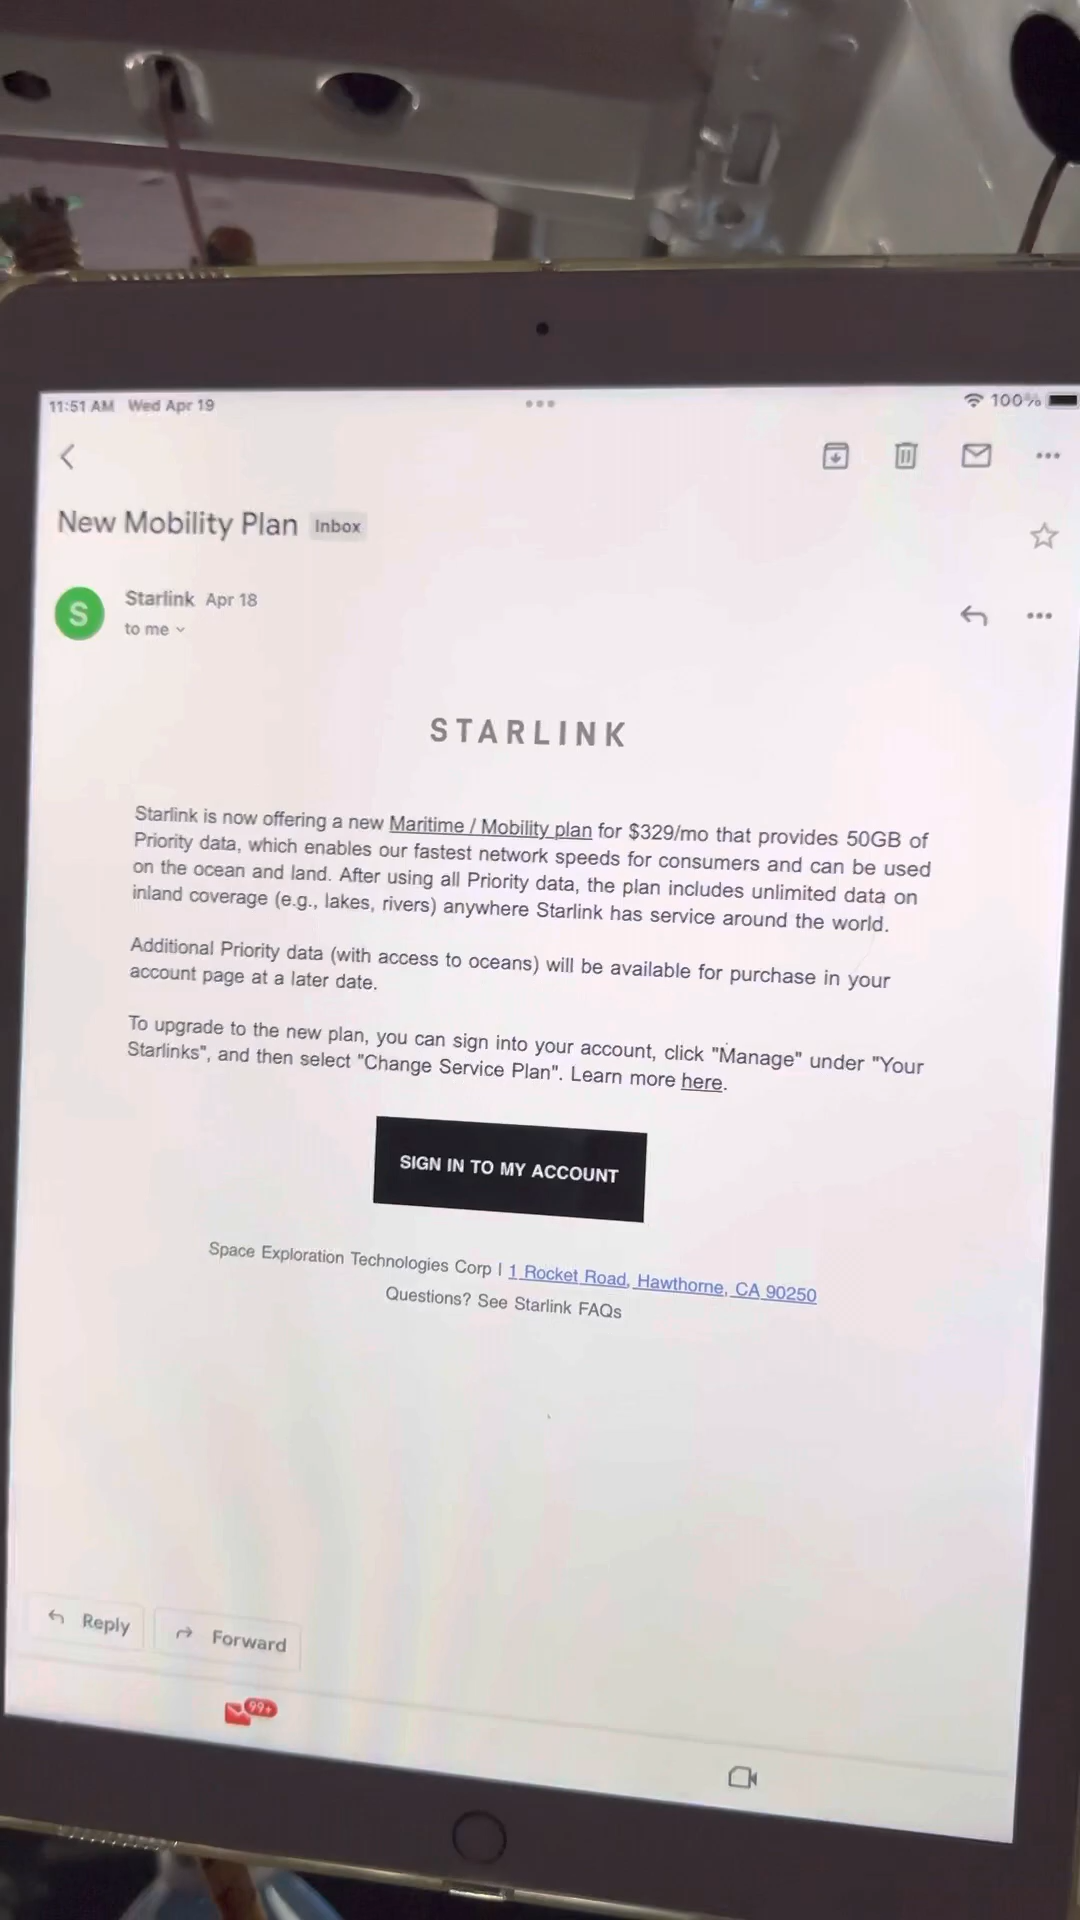 11:51 AM Wed Apr 19
100%
New Mobility Plan Inbox
S
Starlink Apr 18
to me
STARLINK
Starlink is now offering a new Maritime / Mobility plan for $329/mo that provides 50GB of
Priority data, which enables our fastest network speeds for consumers and can be used
on the ocean and land. After using all Priority data, the plan includes unlimited data on
inland coverage (e.g., lakes, rivers) anywhere Starlink has service around the world.
Additional Priority data (with access to oceans) will be available for purchase in your
account page at a later date.
To upgrade to the new plan, you can sign into your account, click "Manage" under "Your
Starlinks", and then select "Change Service Plan". Learn more here.
SIGN IN TO MY ACCOUNT
Space Exploration Technologies Corp | 1 Rocket Road, Hawthorne, CA 90250
Questions? See Starlink FAQs
Reply Forward
99+